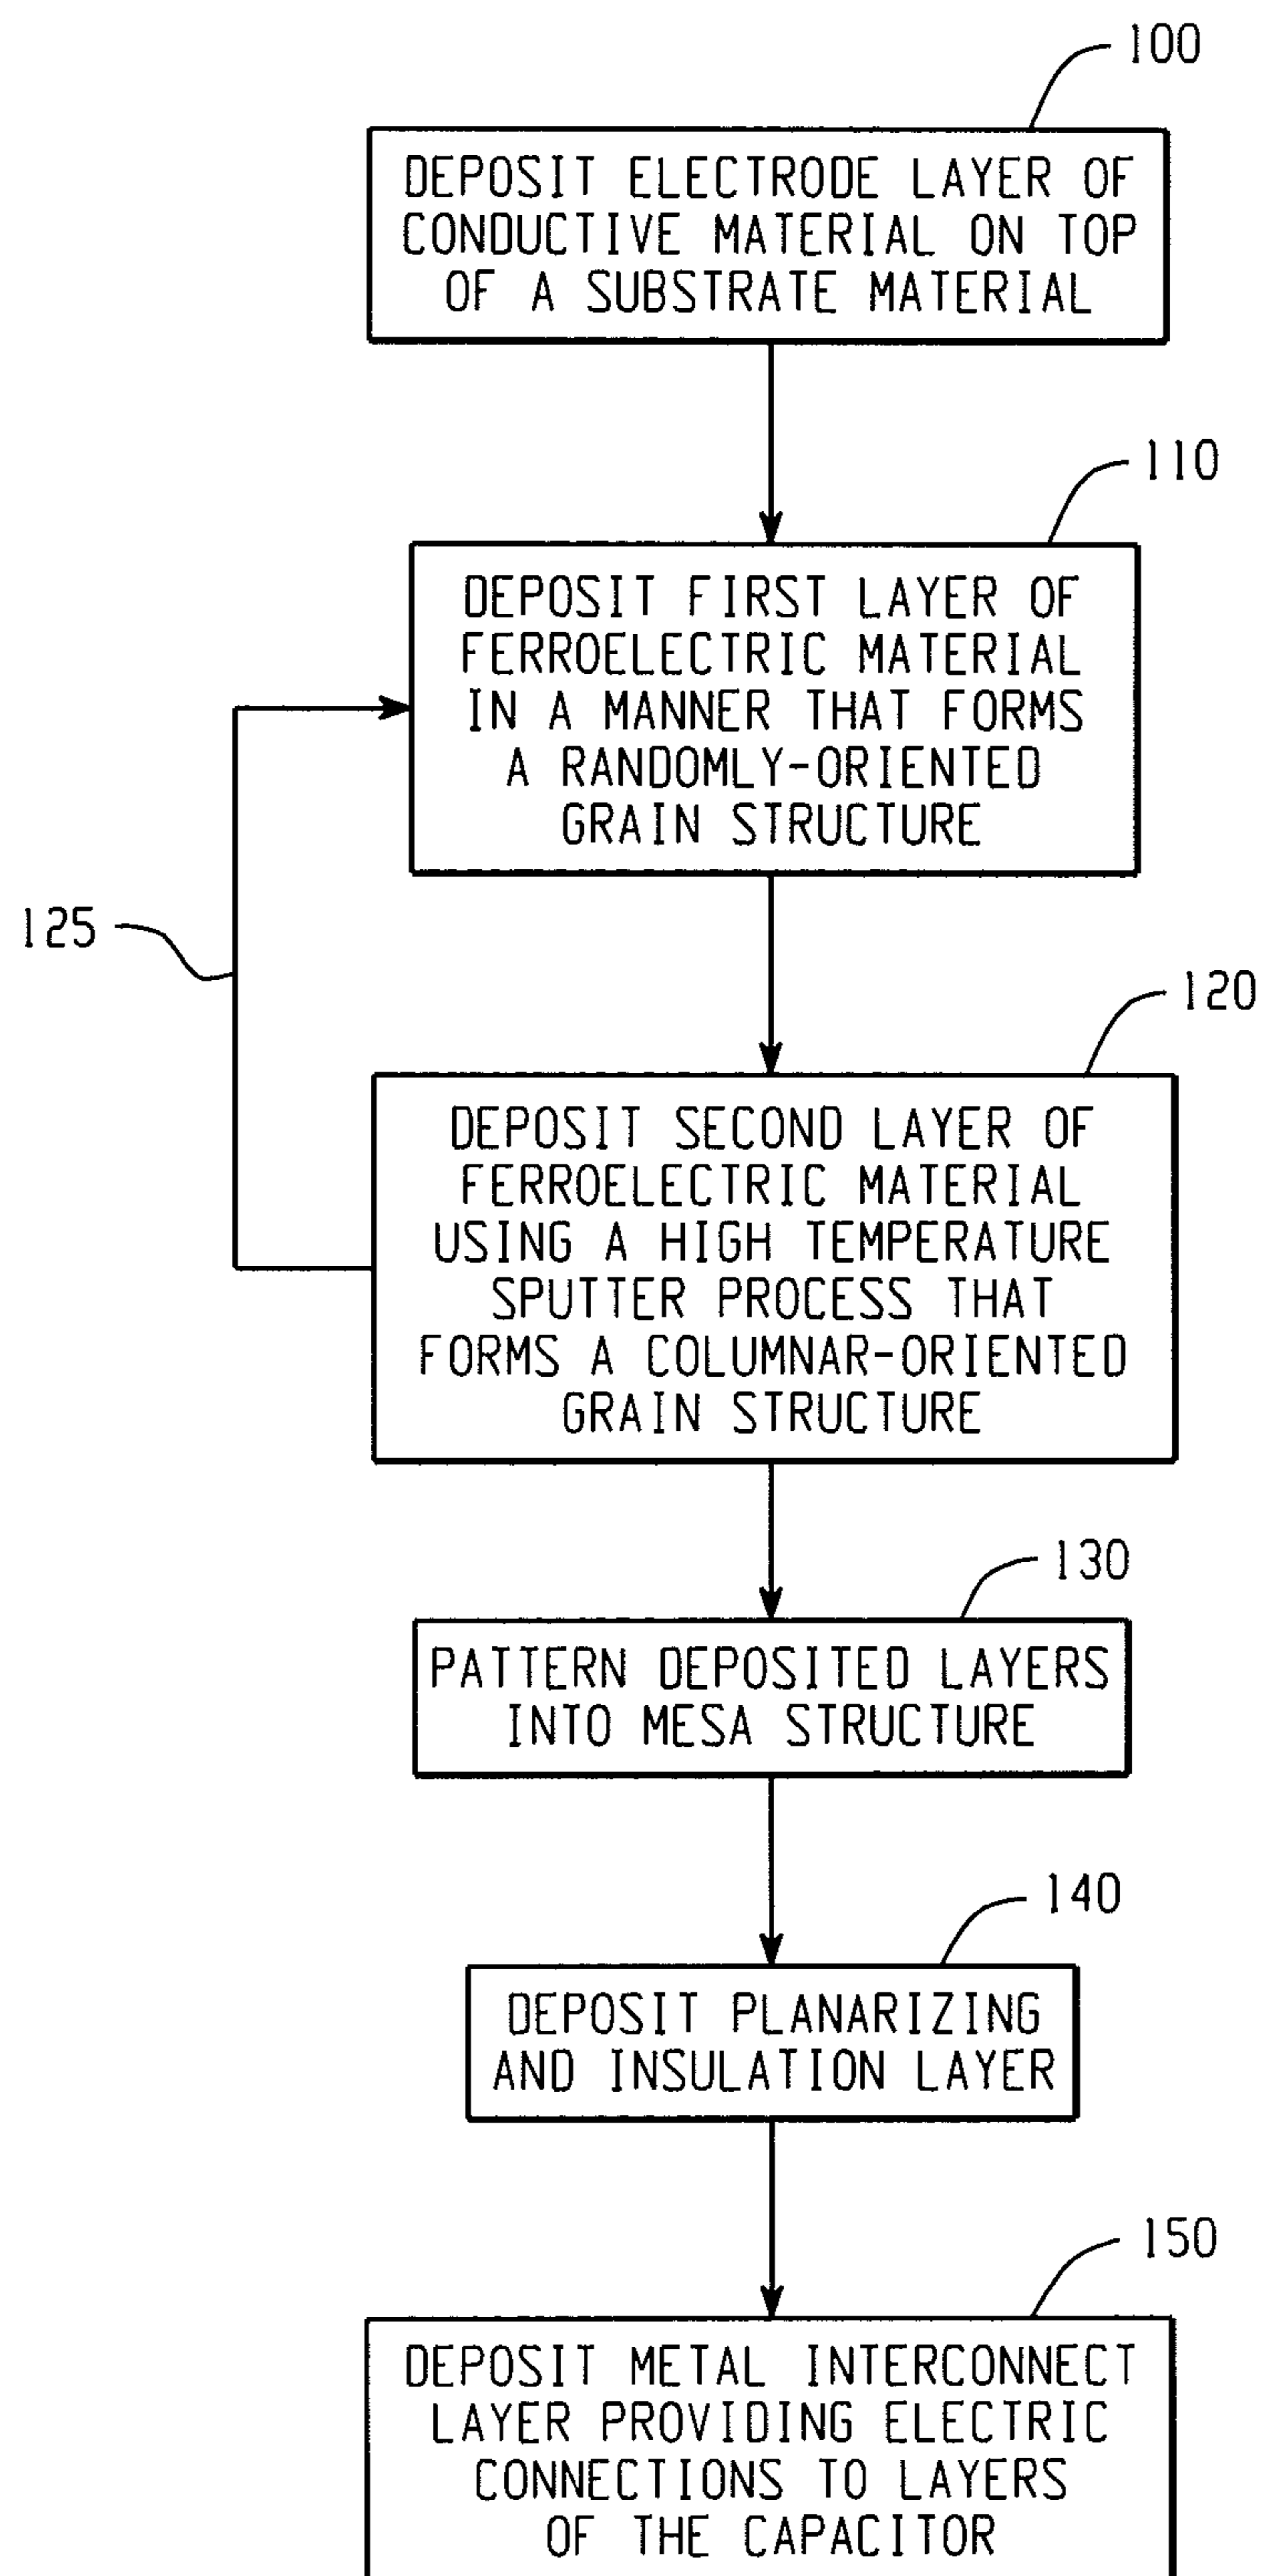 100
DEPOSIT ELECTRODE LAYER OF
CONDUCTIVE MATERIAL ON TOP
OF A SUBSTRATE MATERIAL
110
DEPOSIT FIRST LAYER OF
FERROELECTRIC MATERIAL
IN A MANNER THAT FORMS
A RANDOMLY-ORIENTED
GRAIN STRUCTURE
125
120
DEPOSIT SECOND LAYER OF
FERROELECTRIC MATERIAL
USING A HIGH TEMPERATURE
SPUTTER PROCESS THAT
FORMS A COLUMNAR-ORIENTED
GRAIN STRUCTURE
130
PATTERN DEPOSITED LAYERS
INTO MESA STRUCTURE
140
DEPOSIT PLANARIZING
AND INSULATION LAYER
150
DEPOSIT METAL INTERCONNECT
LAYER PROVIDING ELECTRIC
CONNECTIONS TO LAYERS
OF THE CAPACITOR